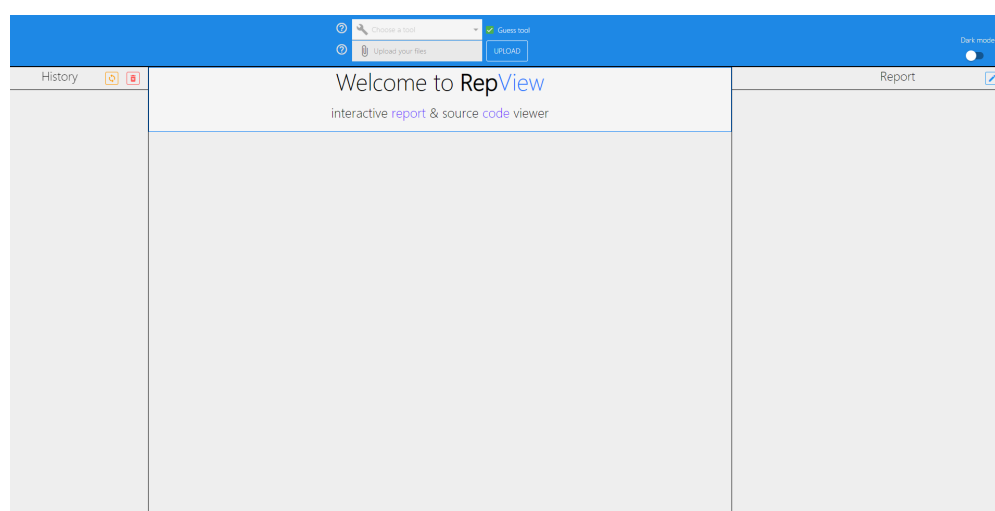 Choose a tool
Guess tool
Upload your files
UPLOAD
Dark mode
History
Welcome to RepView
interactive report & source code viewer
Report